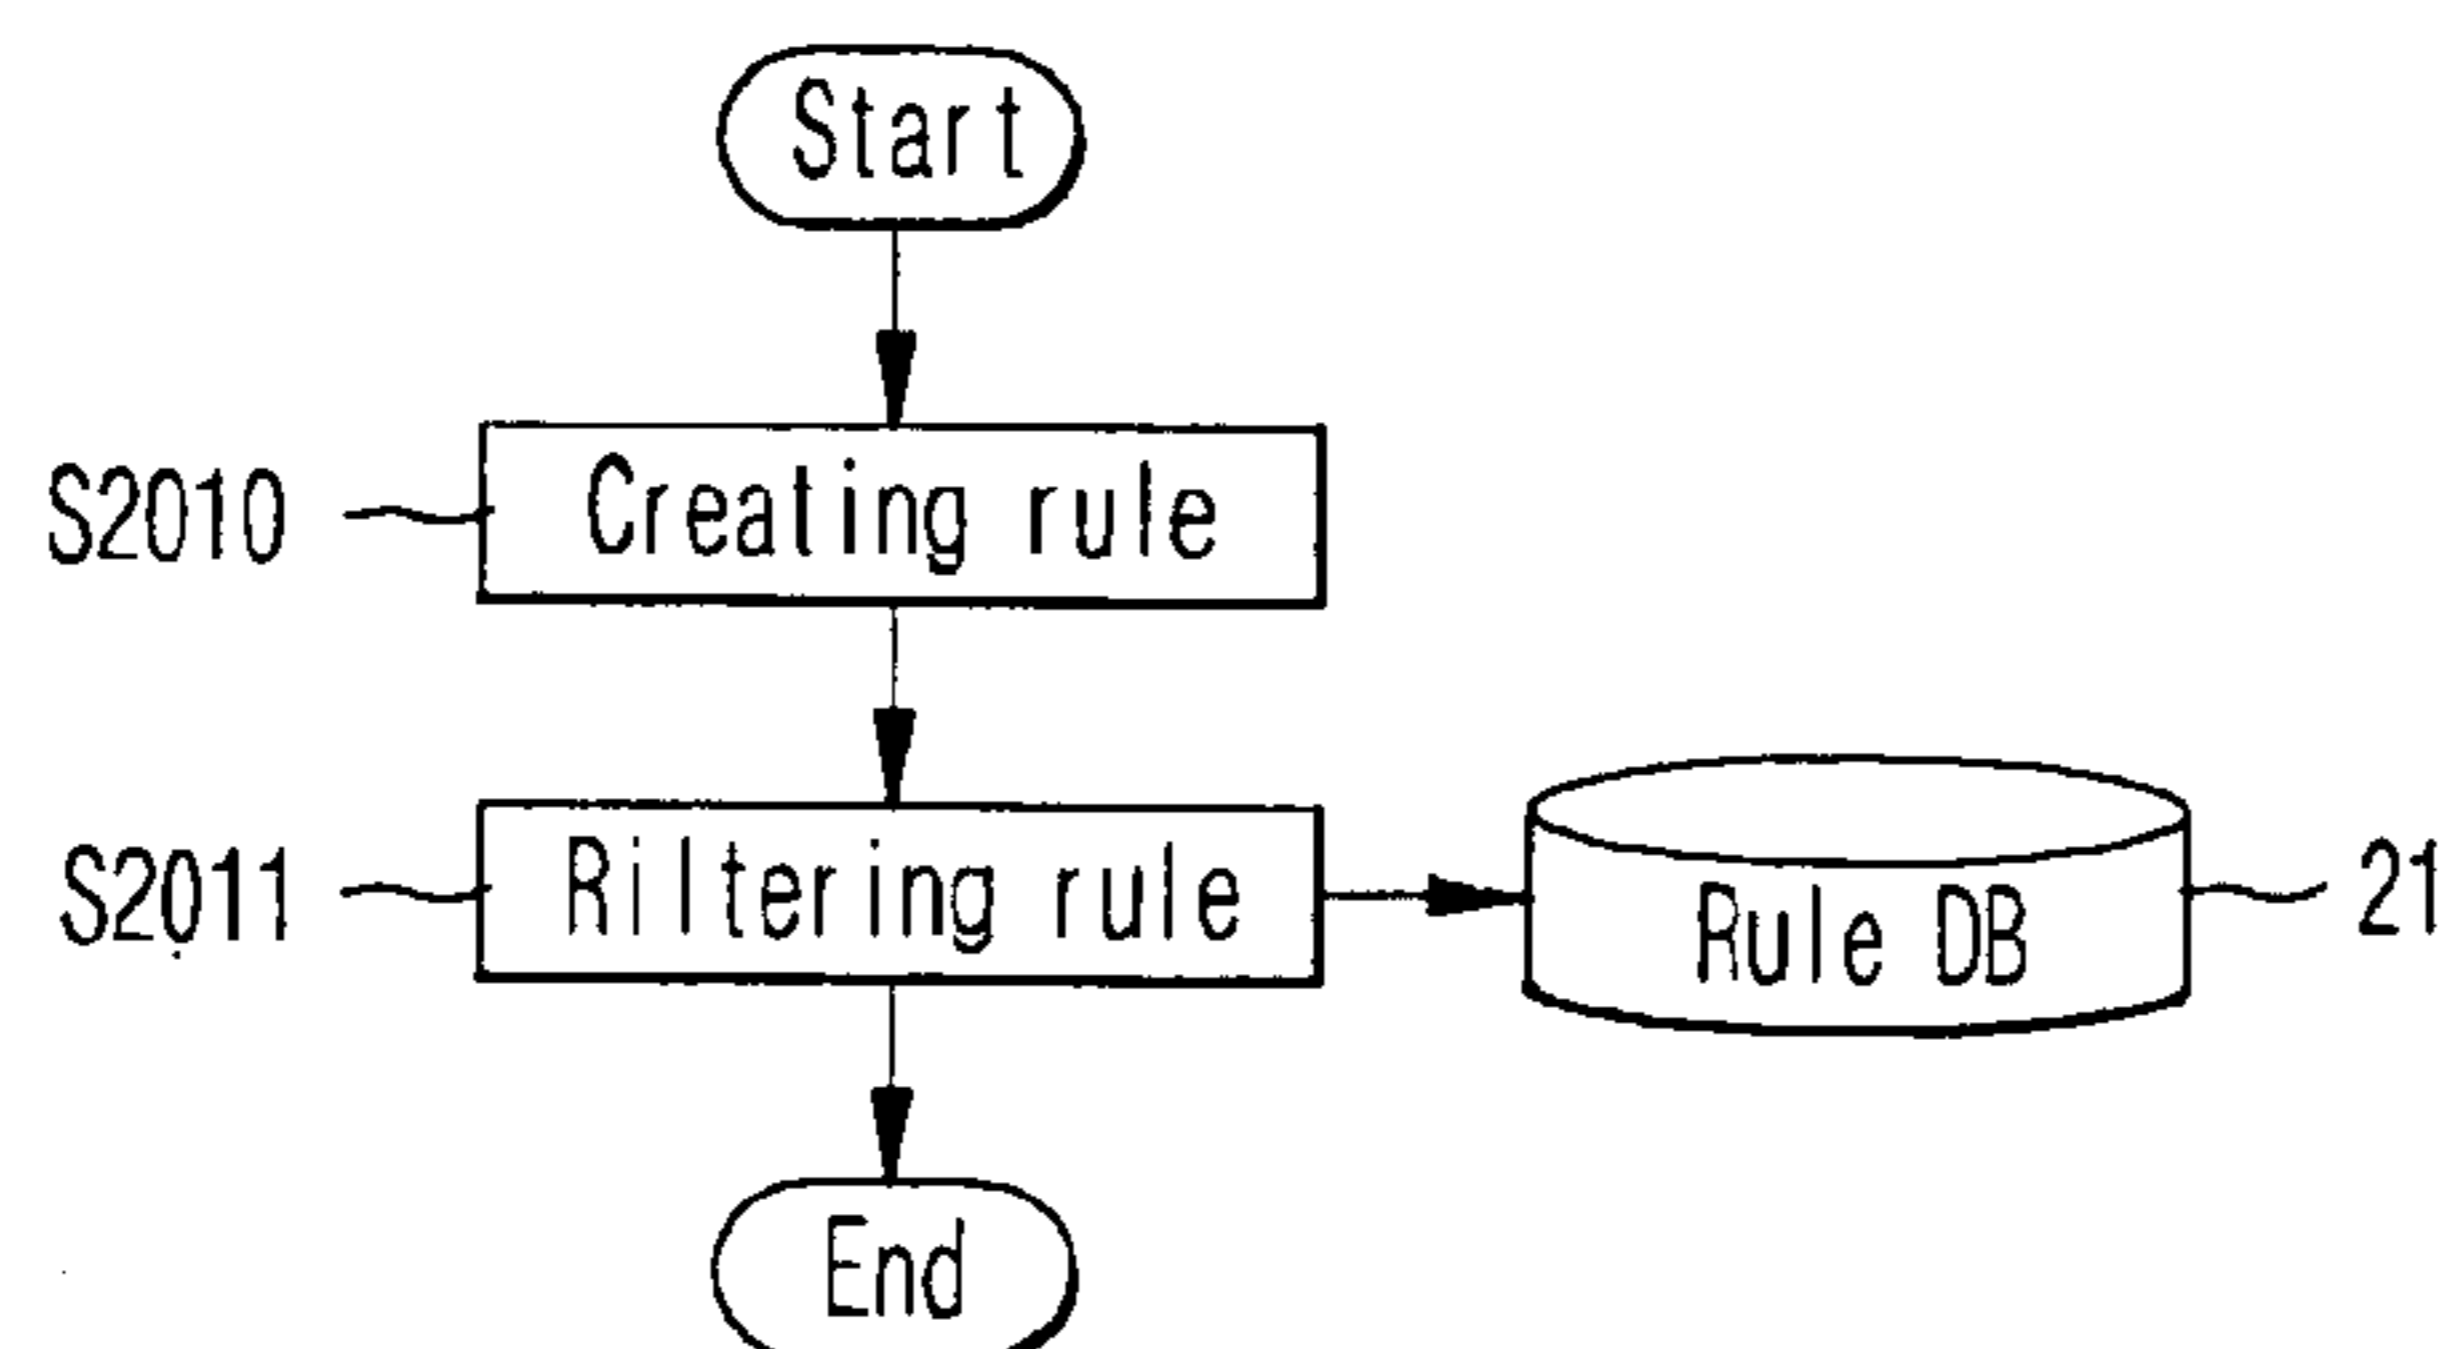 Start
S2010
Creating rule
S2011
Riltering rule
Rule DB
21
End